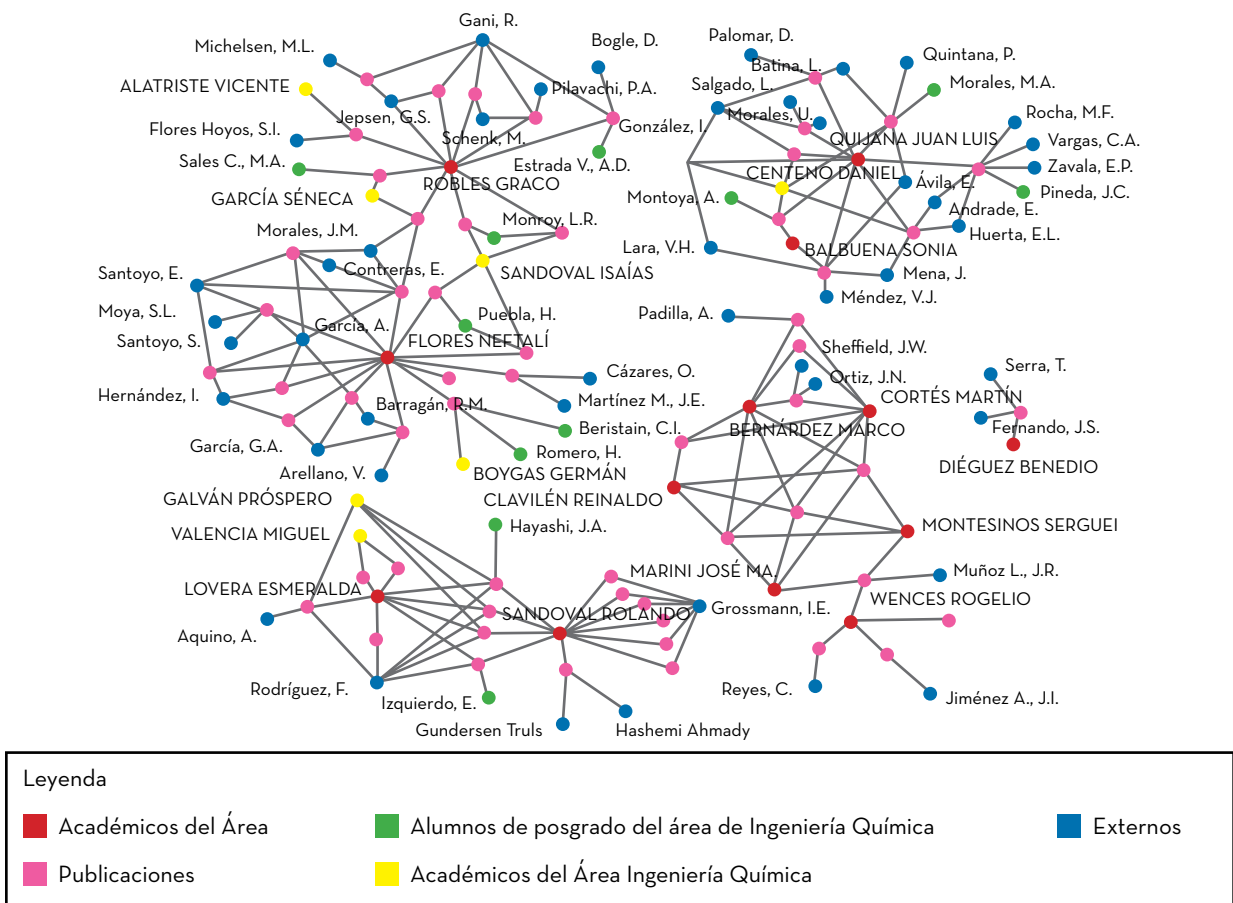 Gani, R.
Michelsen, M.L.
Bogle, D.
Palomar, D.
Quintana, P.
Batina, L.
ALATRISTE VICENTE
Pilavachi, P.A.
Salgado, L.
Morales, M.A.
Jepsen, G.S.
Morales, U.
Rocha, M.F.
Flores Hoyos, S.I.
Schenk, M.
González, I.
QUIJANA JUAN LUIS
Vargas, C.A.
Sales C., M.A.
Estrada V., A.D.
CENTENO DANIEL
Zavala, E.P.
ROBLES GRACO
Ávila, E.
Pineda, J.C.
GARCÍA SÉNECA
Montoya, A.
Andrade, E.
Monroy, L.R.
Morales, J.M.
Huerta, E.L.
Lara, V.H.
BALBUENA SONIA
Santoyo, E.
Contreras, E.
SANDOVAL ISAÍAS
Mena, J.
Méndez, V.J.
Moya, S.L.
Puebla, H.
Padilla, A.
García, A.
Santoyo, S.
FLORES NEFTALÍ
Sheffield, J.W.
Serra, T.
Cázares, O.
Ortiz, J.N.
Hernández, I.
Martínez M., J.E.
CORTÉS MARTÍN
Barragán, R.M.
Beristain, C.I.
BERNÁRDEZ MARCO
Fernando, J.S.
García, G.A.
Romero, H.
DIÉGUEZ BENEDIO
Arellano, V.
BOYGAS GERMÁN
GALVÁN PRÓSPERO
CLAVILÉN REINALDO
VALENCIA MIGUEL
Hayashi, J.A.
MONTESINOS SERGUEI
MARINI JOSÉ MA.
Muñoz L., J.R.
LOVERA ESMERALDA
WENCES ROGELIO
SANDOVAL ROLANDO
Grossmann, I.E.
Aquino, A.
Rodríguez, F.
Reyes, C.
Izquierdo, E.
Jiménez A., J.I.
Gundersen Truls
Hashemi Ahmady
Leyenda
Académicos del Área
Alumnos de posgrado del área de Ingeniería Química
Externos
Publicaciones
Académicos del Área Ingeniería Química